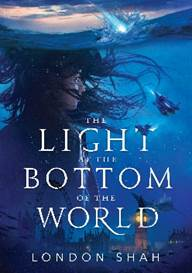 THE
LIGHT
AT THE
BOTTOM
OF THE
WORLD
LONDON SHAH